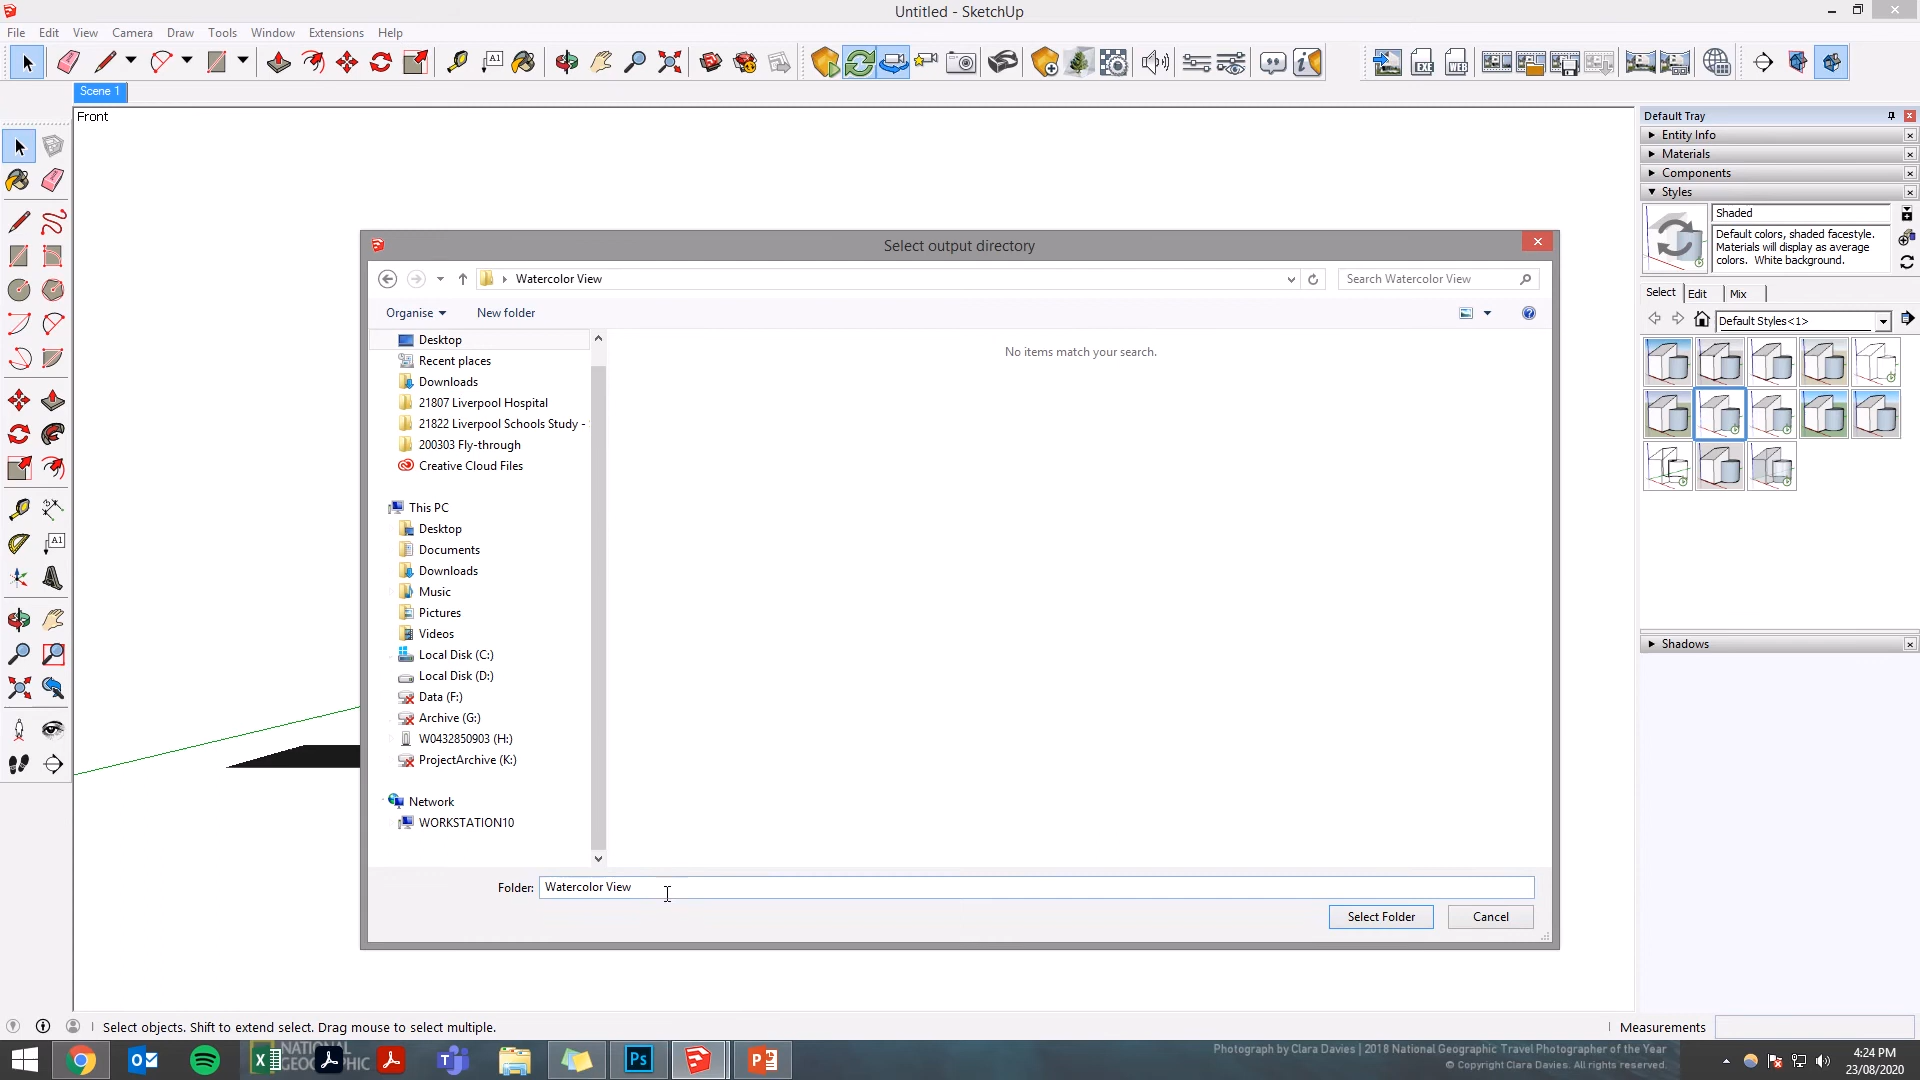 Untitled - SketchUp
File Edit View Camera Draw Tools Window Extensions Help
A1 EXE WEB
Scene 1
Front
A1
Select output directory
Watercolor View
Search Watercolor View
Organise
New folder
Desktop
Recent places
Downloads
21807 Liverpool Hospital
21822 Liverpool Schools Study -
200303 Fly-through
Creative Cloud Files
This PC
Desktop
Documents
Downloads
Music
Pictures
Videos
Local Disk (C:)
Local Disk (D:)
Data (F:)
Archive (G:)
W0432850903 (H:)
ProjectArchive (K:)
Network
WORKSTATION10
No items match your search.
Folder: Watercolor View
Select Folder
Cancel
Default Tray
Entity Info
Materials
Components
Styles
Shaded
Default colors, shaded facestyle.
Materials will display as average
colors. White background.
Select Edit Mix
Default Styles<1>
Shadows
Select objects. Shift to extend select. Drag mouse to select multiple.
Measurements
NATIONAL
GEOGRAPHIC
Ps
Photograph by Clara Davies | 2018 National Geographic Travel Photographer of the Year
© Copyright Clara Davies. All rights reserved.
4:24 PM
23/08/2020